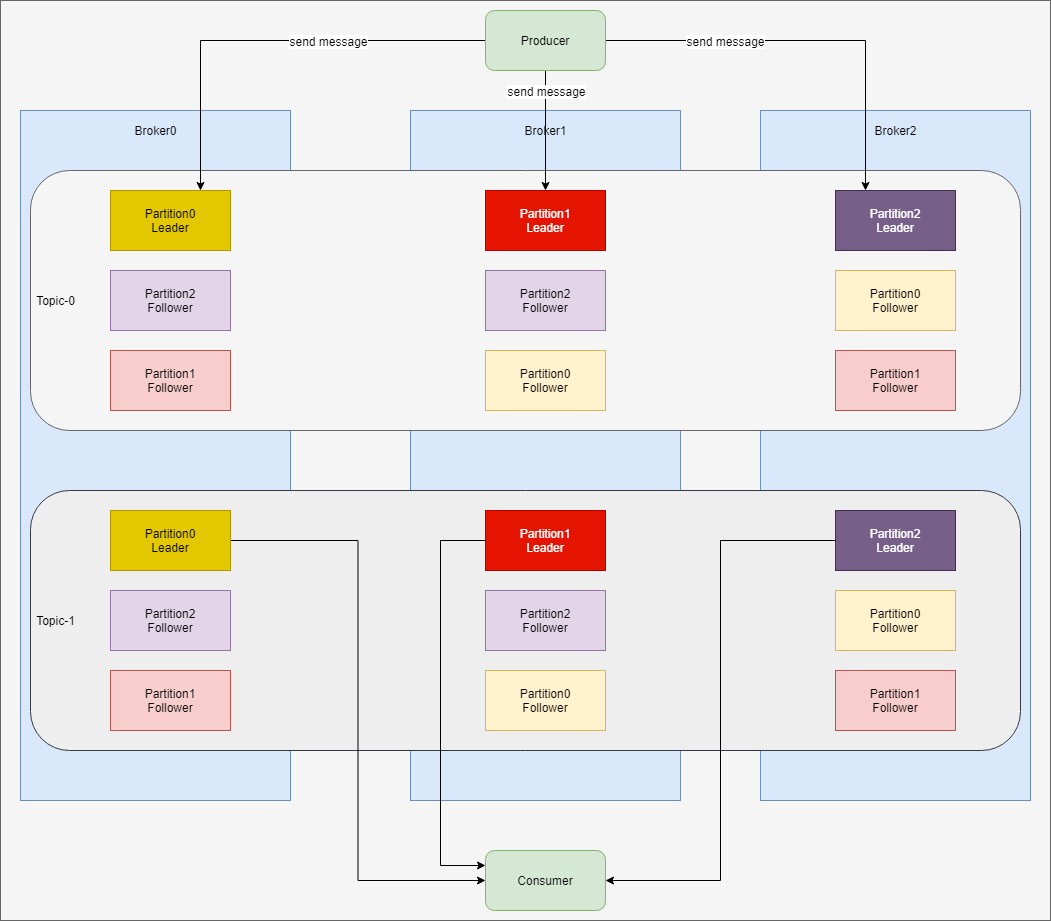 Producer
send message
send message
send message
Broker0
Broker1
Broker2
Topic-0
Partition0
Leader
Partition1
Leader
Partition2
Leader
Partition2
Follower
Partition2
Follower
Partition0
Follower
Partition1
Follower
Partition0
Follower
Partition1
Follower
Topic-1
Partition0
Leader
Partition1
Leader
Partition2
Leader
Partition2
Follower
Partition2
Follower
Partition0
Follower
Partition1
Follower
Partition0
Follower
Partition1
Follower
Consumer